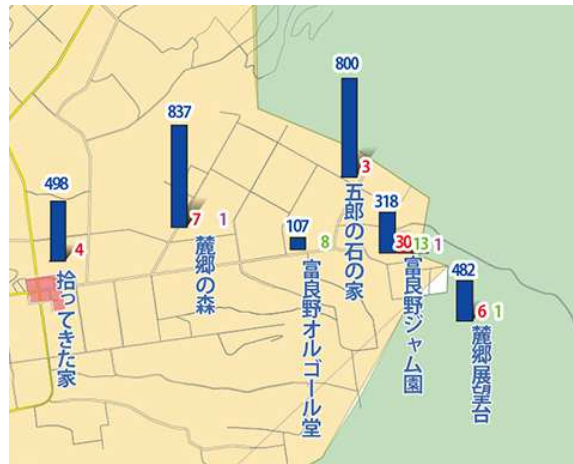 498
4
拾ってきた家
837
7 1
麓郷の森
107
8
富良野オルゴール堂
800
3
五郎の石の家
318
30 13 1
富良野ジャム園
482
6 1
麓郷展望台